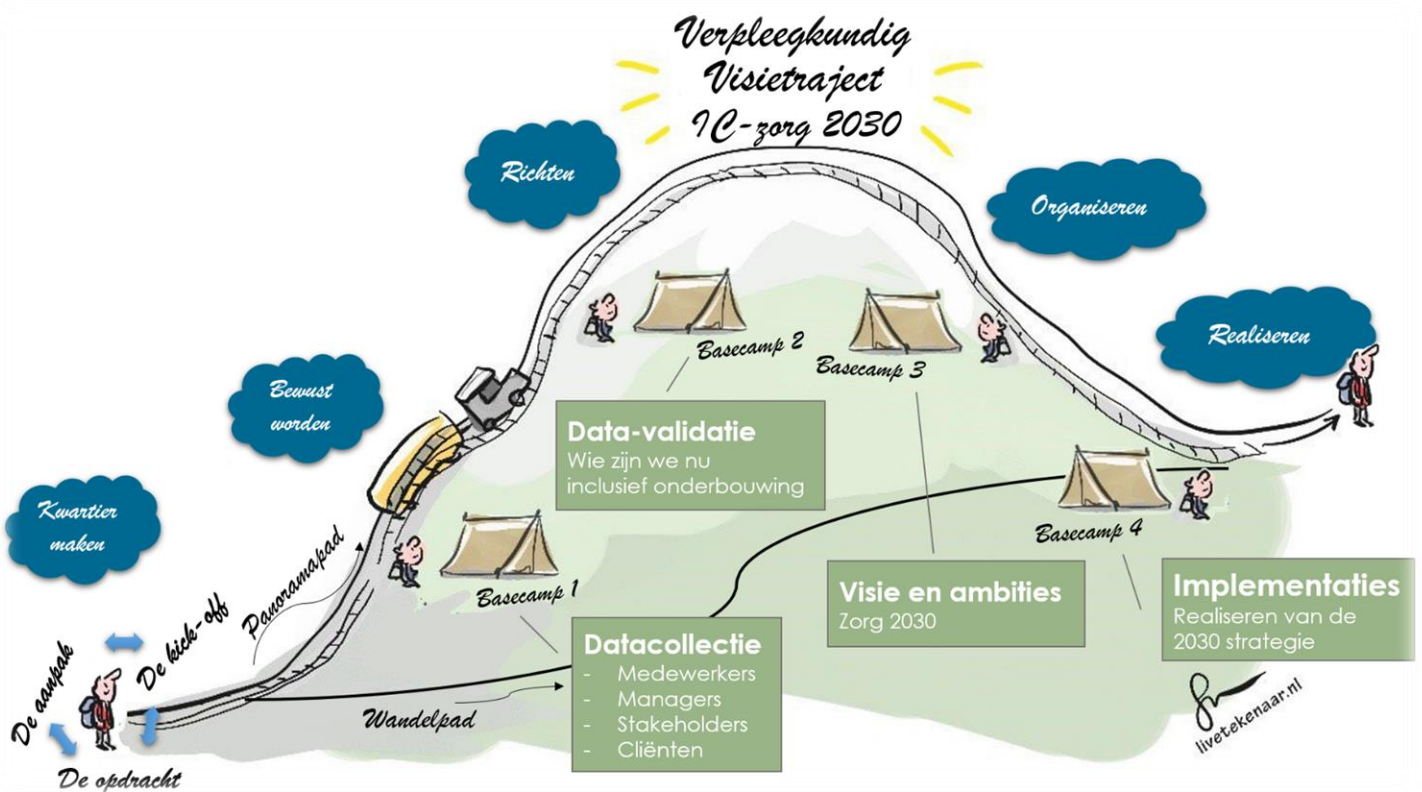 Verpleegkundig
Visietraject
IC-zorg 2030
Richten
Organiseren
Realiseren
Bewust
worden
Kwartier
maken
Basecamp 2
Basecamp 3
Data-validatie
Wie zijn we nu
inclusief onderbouwing
Basecamp 4
Panoramapad
Basecamp 1
Visie en ambities
Zorg 2030
Implementaties
Realiseren van de
2030 strategie
De kick-off
De aanpak
Datacollectie
- Medewerkers
- Managers
- Stakeholders
- Cliënten
Wandelpad
De opdracht
livetekenaar.nl